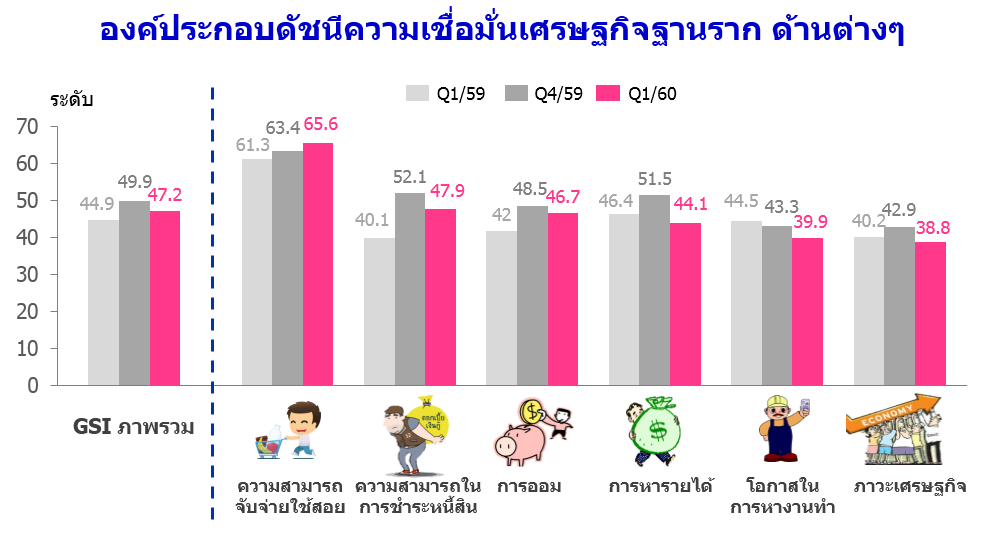 องค์ประกอบดัชนีความเชื่อมั่นเศรษฐกิจฐานราก ด้านต่างๆ
Q1/59 Q4/59 Q1/60
ระดับ
70
60
50
40
30
20
10
0
44.9 49.9 47.2
61.3 63.4 65.6
40.1 52.1 47.9
42 48.5 46.7
46.4 51.5 44.1
44.5 43.3 39.9
40.2 42.9 38.8
GSI ภาพรวม
ดอกเบี้ย
เงินกู้
$
$
ECONOMY
ความสามารถ
จับจ่ายใช้สอย
ความสามารถใน
การชำระหนี้สิน
การออม
การหารายได้
โอกาสใน
การหางานทำ
ภาวะเศรษฐกิจ